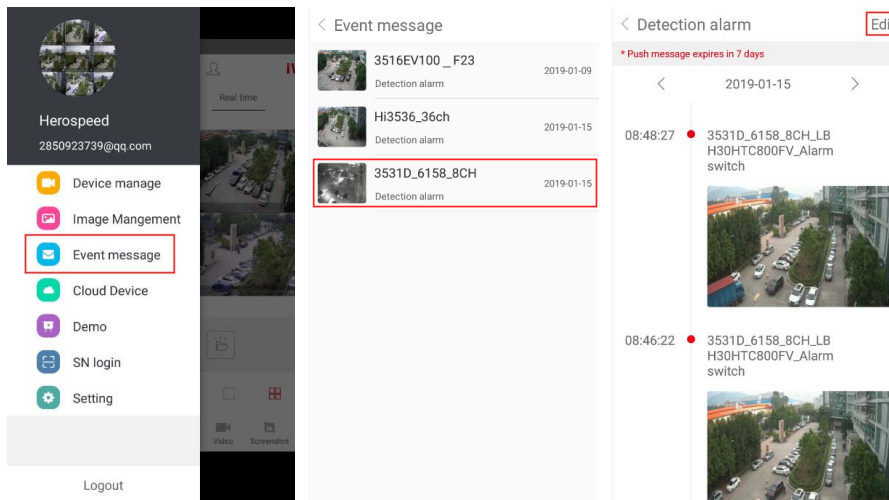 Herospeed
2850923739@qq.com
Device manage
Image Mangement
Event message
Cloud Device
Demo
SN login
Setting
Logout
Real time
Video
Screenshot
Event message
3516EV100 _ F23
Detection alarm
2019-01-09
Hi3536_36ch
Detection alarm
2019-01-15
3531D_6158_8CH
Detection alarm
2019-01-15
Detection alarm
Edi
* Push message expires in 7 days
2019-01-15
08:48:27
3531D_6158_8CH_LB
H30HTC800FV_Alarm
switch
08:46:22
3531D_6158_8CH_LB
H30HTC800FV_Alarm
switch